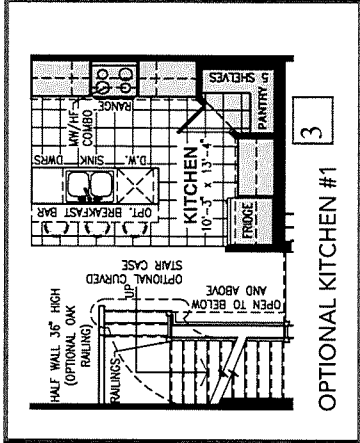 HALF WALL 36" HIGH
(OPTIONAL OAK
RAILING)
RAILINGS
UP
OPTIONAL CURVED
STAIR CASE
OPEN TO BELOW
AND ABOVE
MW/HF
COMBO
RANGE
OPT. BREAKFAST BAR
D.W.
SINK
DWRS
KITCHEN
10'-3" x 13'-4"
FRIDGE
PANTRY
5 SHELVES
3
OPTIONAL KITCHEN #1